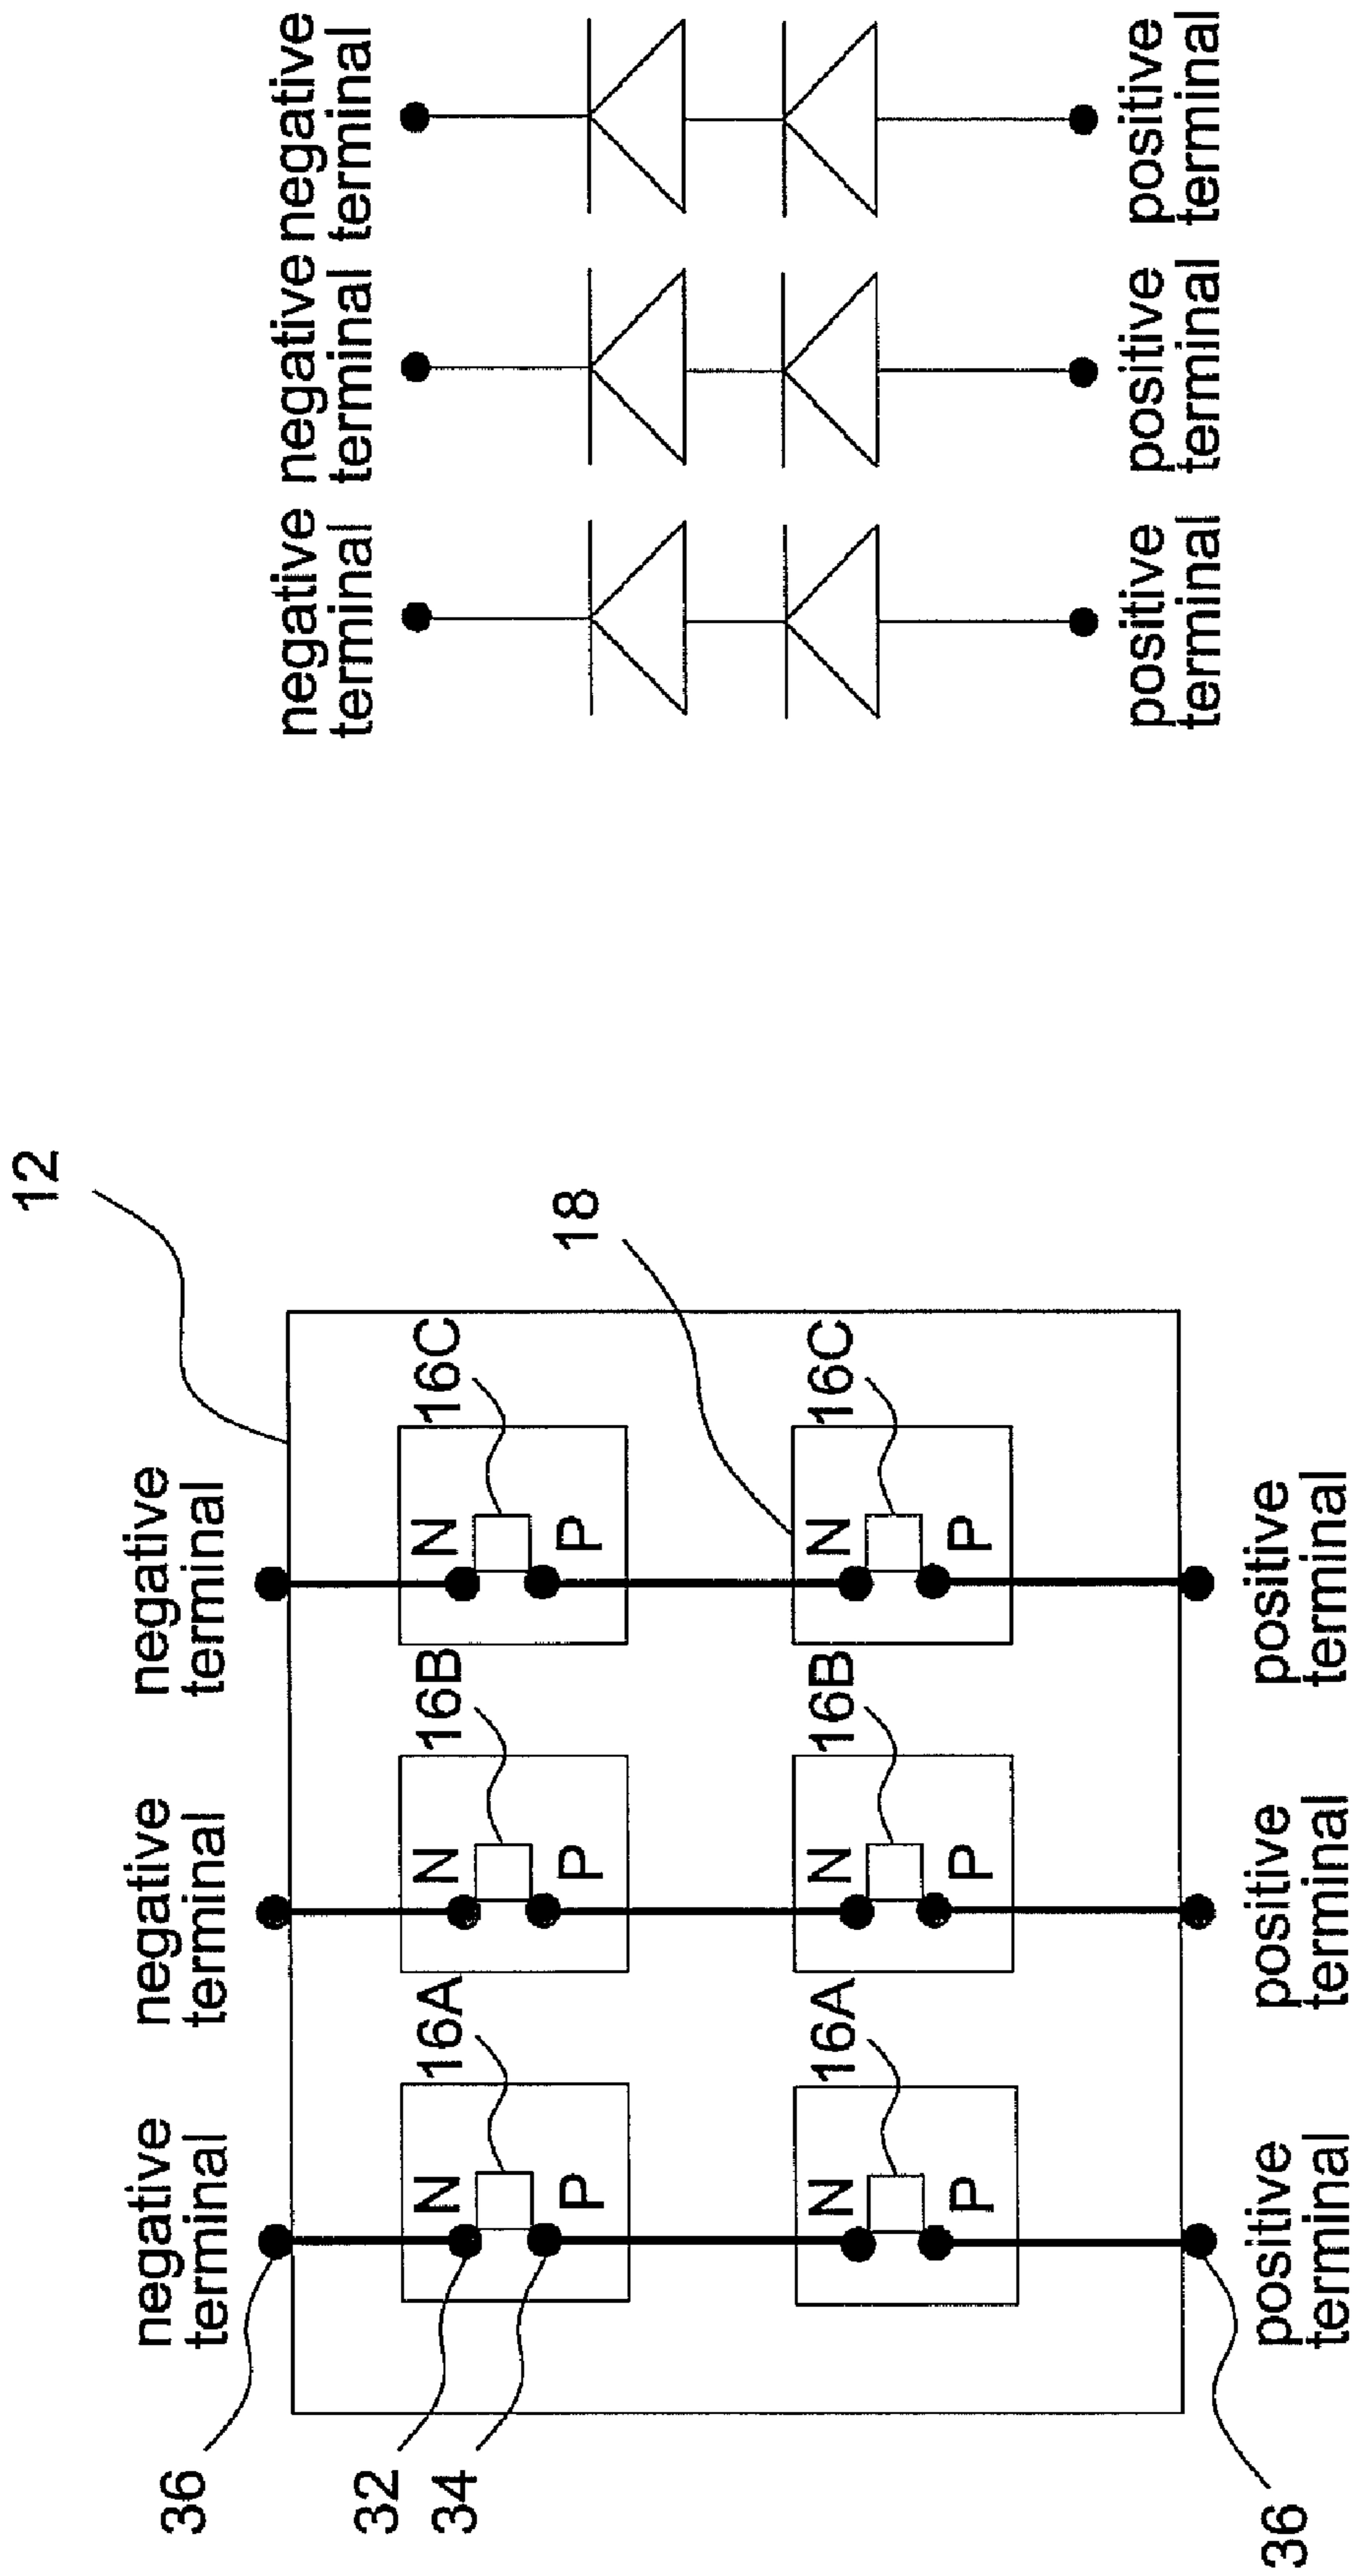 12
18
negative
terminal
negative
terminal
negative
terminal
36
16A
16B
16C
N
N
N
32
34
P
P
P
16A
16B
16C
N
N
N
P
P
P
positive
terminal
positive
terminal
positive
terminal
36
negative negative negative
terminal terminal terminal
positive
terminal
positive
terminal
positive
terminal